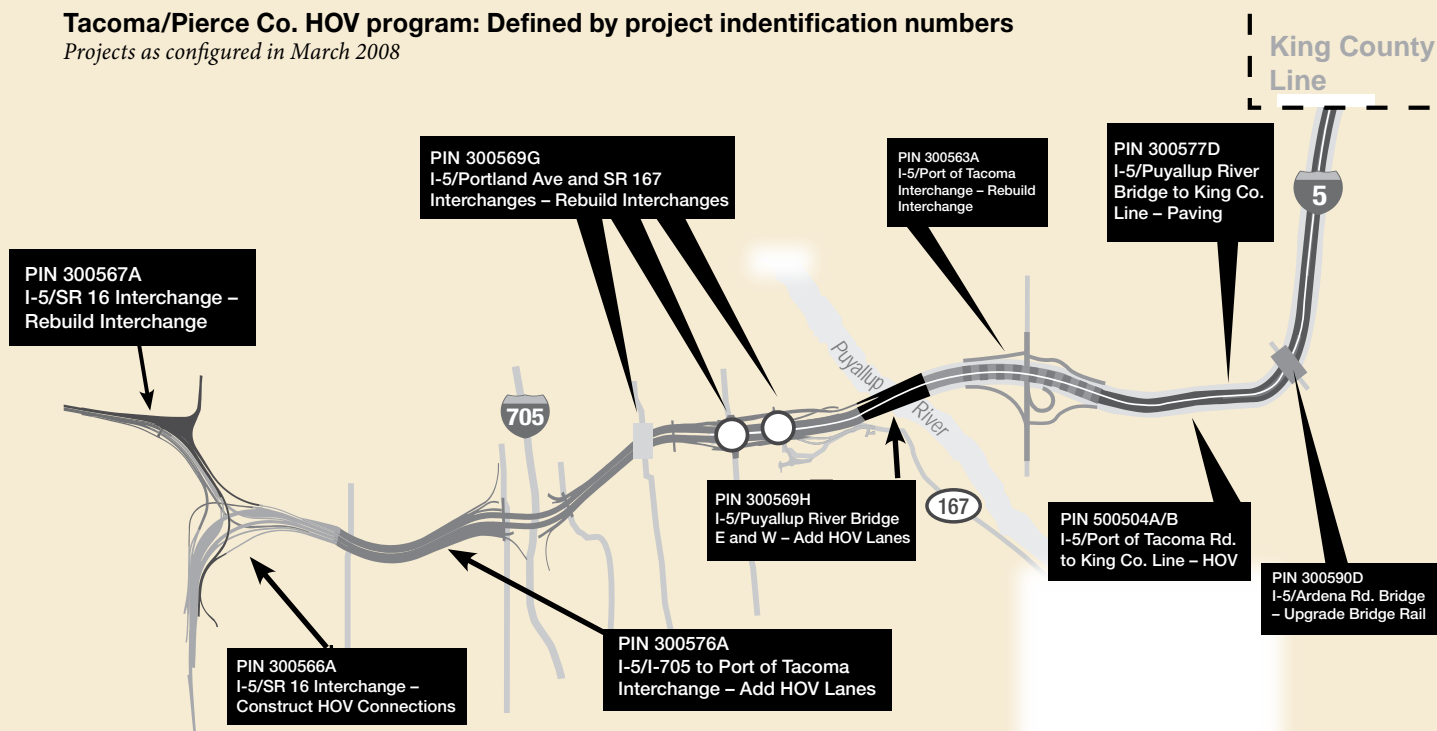 Tacoma/Pierce Co. HOV program: Defined by project indentification numbers
Projects as configured in March 2008
King County
Line
PIN 300569G
I-5/Portland Ave and SR 167
Interchanges – Rebuild Interchanges
PIN 300563A
I-5/Port of Tacoma
Interchange – Rebuild
Interchange
PIN 300577D
I-5/Puyallup River
Bridge to King Co.
Line – Paving
5
PIN 300567A
I-5/SR 16 Interchange –
Rebuild Interchange
705
Puyallup
River
PIN 300569H
I-5/Puyallup River Bridge
E and W – Add HOV Lanes
167
PIN 500504A/B
I-5/Port of Tacoma Rd.
to King Co. Line – HOV
PIN 300590D
I-5/Ardena Rd. Bridge
– Upgrade Bridge Rail
PIN 300566A
I-5/SR 16 Interchange –
Construct HOV Connections
PIN 300576A
I-5/I-705 to Port of Tacoma
Interchange – Add HOV Lanes